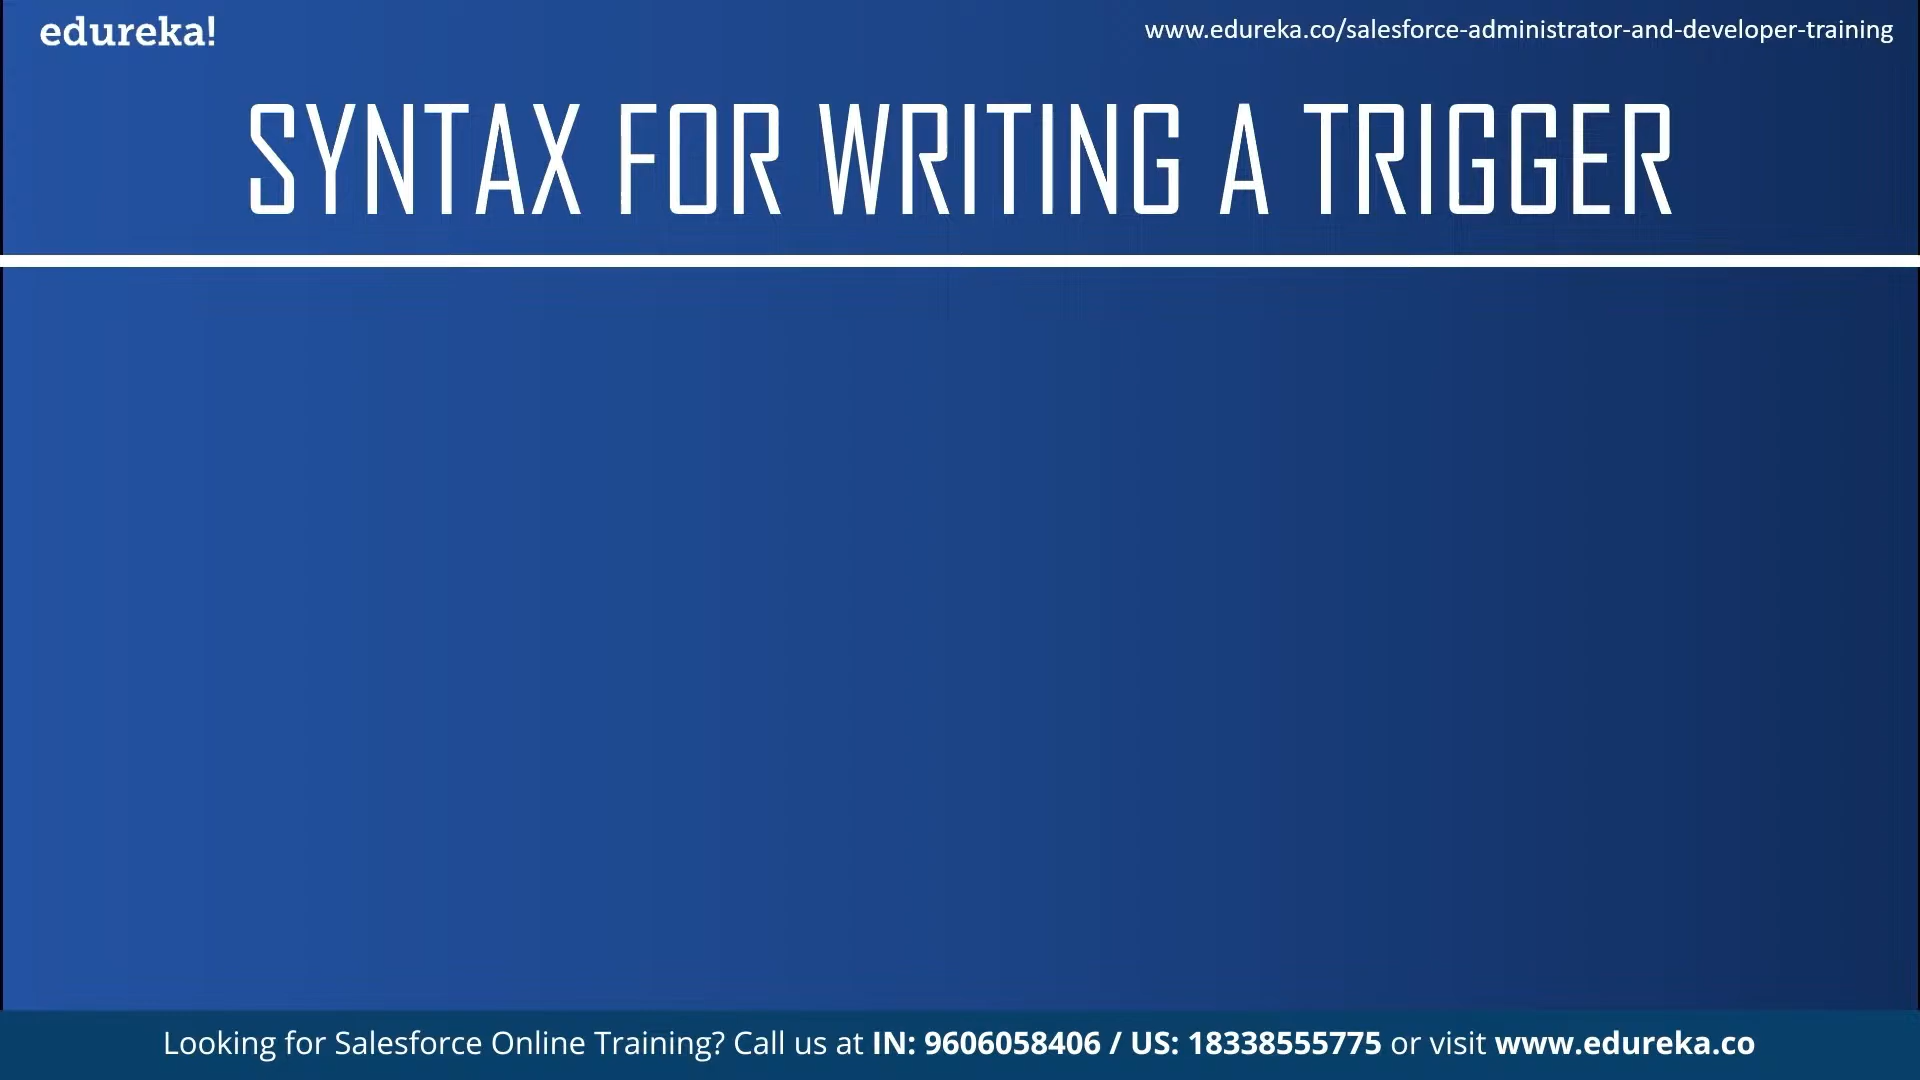 edureka!
www.edureka.co/salesforce-administrator-and-developer-training
SYNTAX FOR WRITING A TRIGGER
Looking for Salesforce Online Training? Call us at IN: 9606058406 / US: 18338555775 or visit www.edureka.co